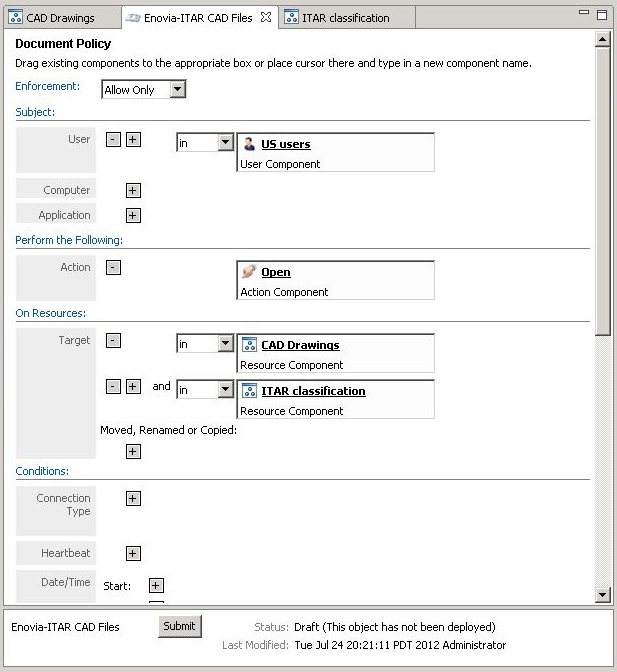 CAD Drawings
Enovia-ITAR CAD Files
ITAR classification
Document Policy
Drag existing components to the appropriate box or place cursor there and type in a new component name.
Enforcement:
Allow Only
Subject:
User
- +
in
US users
User Component
Computer
+
Application
+
Perform the Following:
Action
-
Open
Action Component
On Resources:
Target
-
in
CAD Drawings
Resource Component
- + and
in
ITAR classification
Resource Component
Moved, Renamed or Copied:
+
Conditions:
Connection
Type
+
Heartbeat
+
Date/Time
Start: +
Enovia-ITAR CAD Files
Submit
Status: Draft (This object has not been deployed)
Last Modified: Tue Jul 24 20:21:11 PDT 2012 Administrator